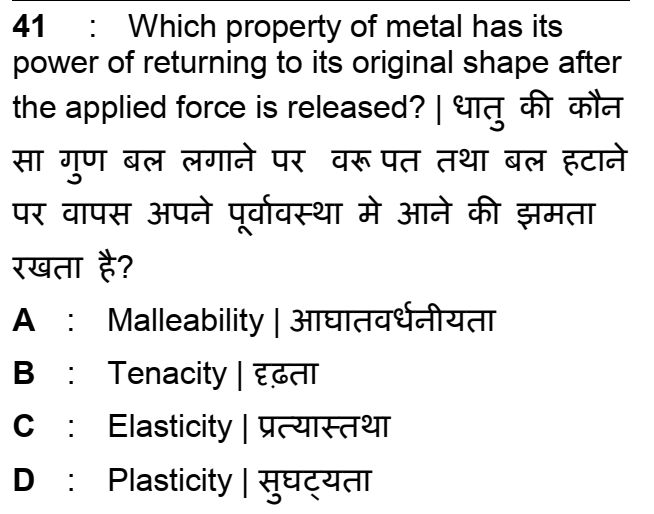 41 : Which property of metal has its
power of returning to its original shape after
the applied force is released? | धातु की कौन
सा गुण बल लगाने पर वरू पत तथा बल हटाने
पर वापस अपने पूर्वावस्था मे आने की झमता
रखता है?
A : Malleability | आघातवर्धनीयता
B : Tenacity | दृढ़ता
C : Elasticity | प्रत्यास्तथा
D : Plasticity | सुघट्यता